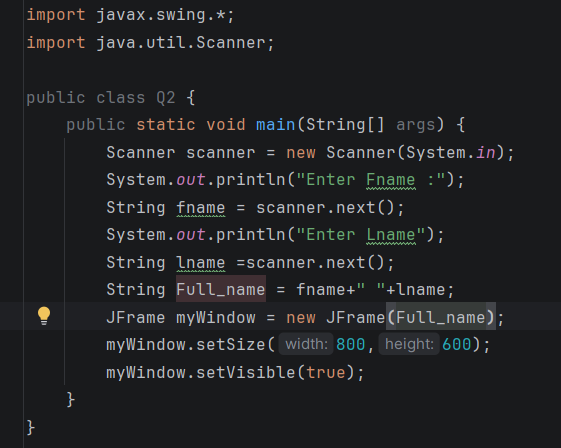 import javax.swing.*;
import java.util.Scanner;
public class Q2 {
public static void main(String[] args) {
Scanner scanner = new Scanner(System.in);
System.out.println("Enter Fname :");
String fname = scanner.next();
System.out.println("Enter Lname");
String lname =scanner.next();
String Full_name = fname+" "+lname;
JFrame myWindow = new JFrame(Full_name);
myWindow.setSize( width: 800, height: 600);
myWindow.setVisible(true);
}
}